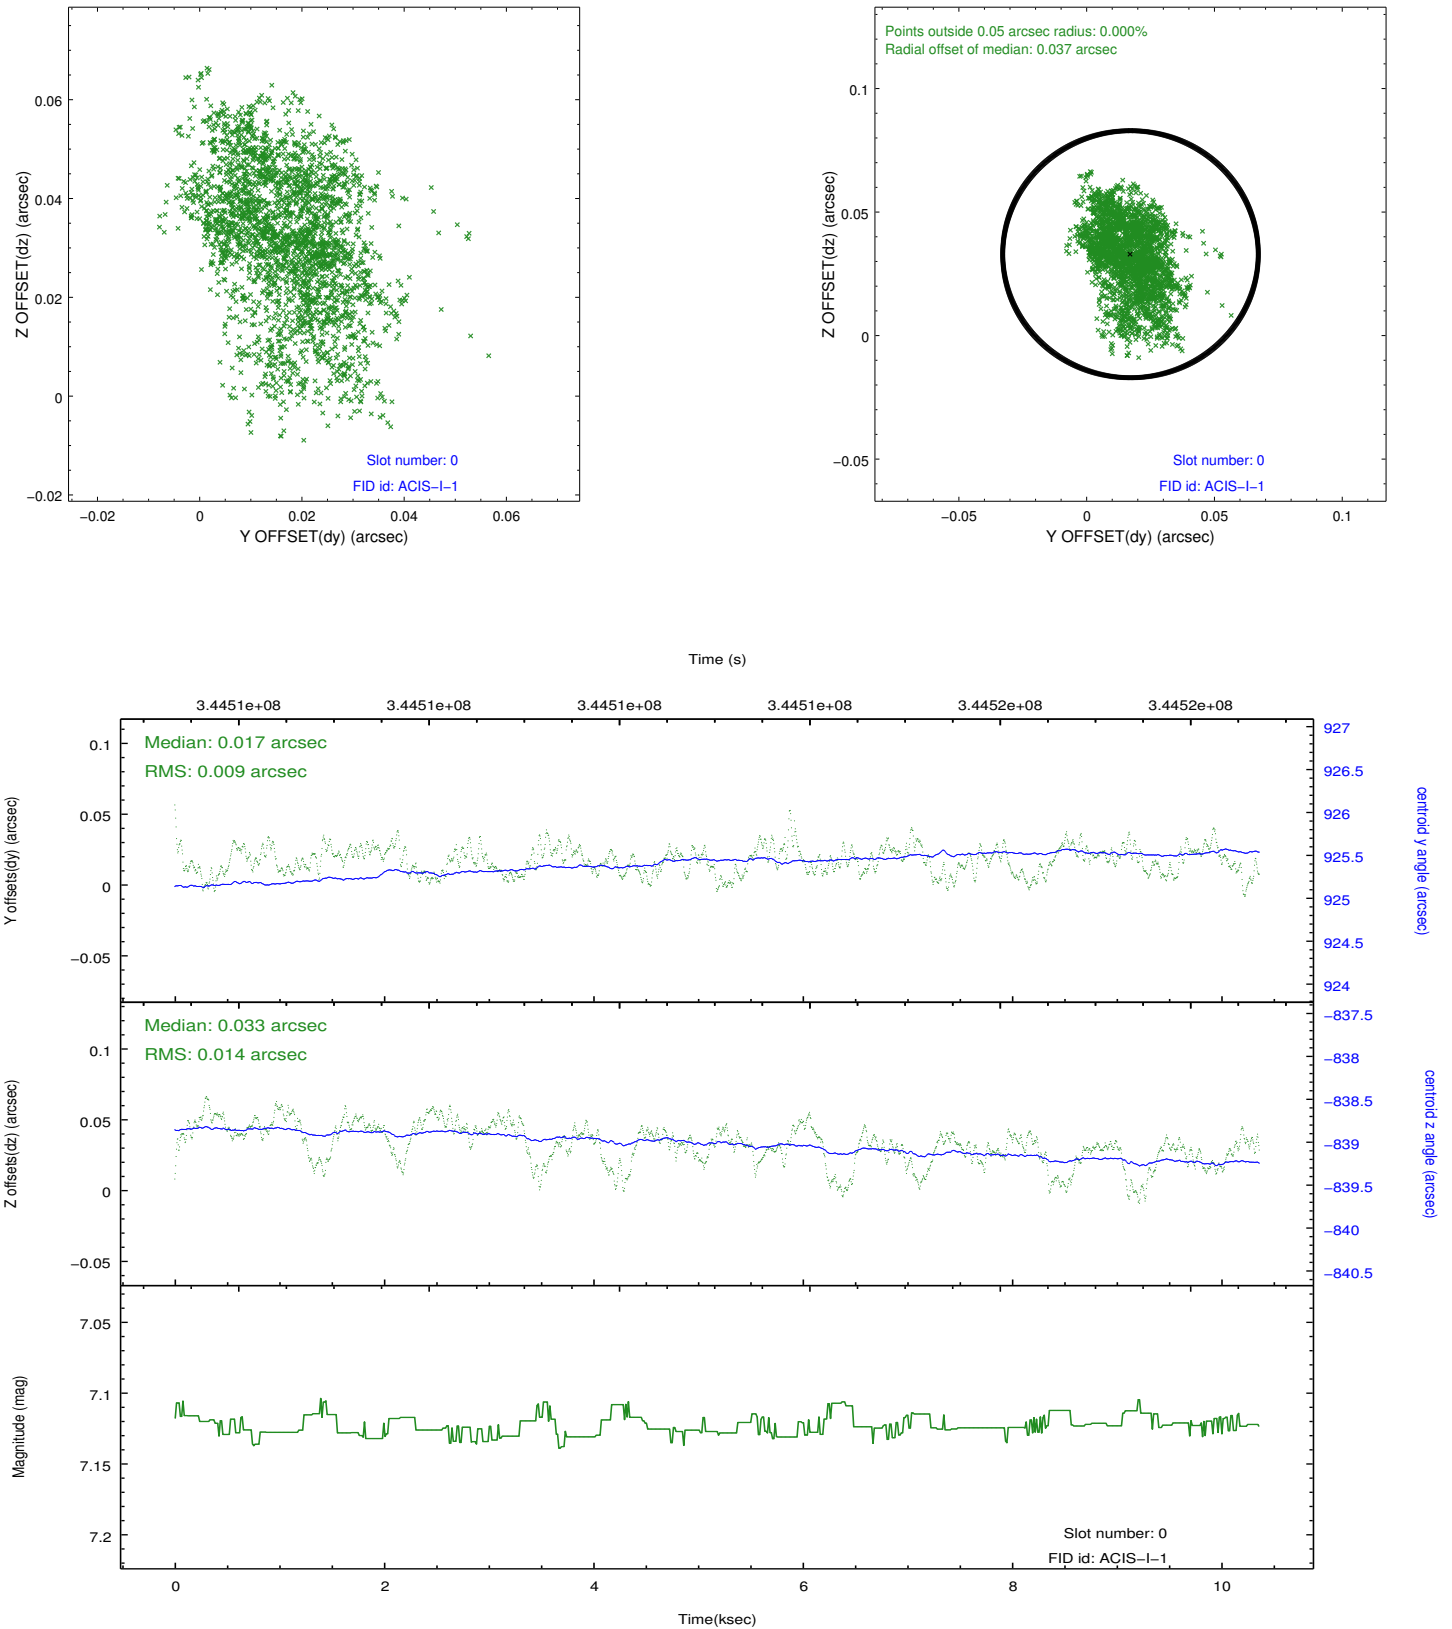 Z OFFSET(dz) (arcsec)
0.06
0.04
0.02
0
−0.02
Slot number: 0
FID id: ACIS−I−1
−0.02 0 0.02 0.04 0.06
Y OFFSET(dy) (arcsec)
Points outside 0.05 arcsec radius: 0.000%
Radial offset of median: 0.037 arcsec
Z OFFSET(dz) (arcsec)
0.1
0.05
0
−0.05
Slot number: 0
FID id: ACIS−I−1
−0.05 0 0.05 0.1
Y OFFSET(dy) (arcsec)
Time (s)
3.4451e+08 3.4451e+08 3.4451e+08 3.4451e+08 3.4452e+08 3.4452e+08
Median: 0.017 arcsec
RMS: 0.009 arcsec
Y offsets(dy) (arcsec)
0.1
0.05
0
−0.05
927
926.5
926
925.5
925
924.5
924
centroid y angle (arcsec)
Median: 0.033 arcsec
RMS: 0.014 arcsec
Z offsets(dz) (arcsec)
0.1
0.05
0
−0.05
−837.5
−838
−838.5
−839
−839.5
−840
−840.5
centroid z angle (arcsec)
Magnitude (mag)
7.05
7.1
7.15
7.2
Slot number: 0
FID id: ACIS−I−1
0 2 4 6 8 10
Time(ksec)